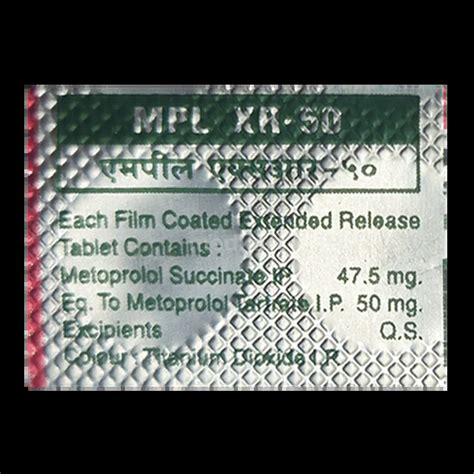 MPL XR-50
एमपील एक्सआर-५०
Each Film Coated Extended Release
Tablet Contains :
Metoprolol Succinate IP 47.5 mg.
Eq. To Metoprolol Tartrate I.P. 50 mg.
Excipients Q.S.
Colour : Titanium Dioxide I.P.